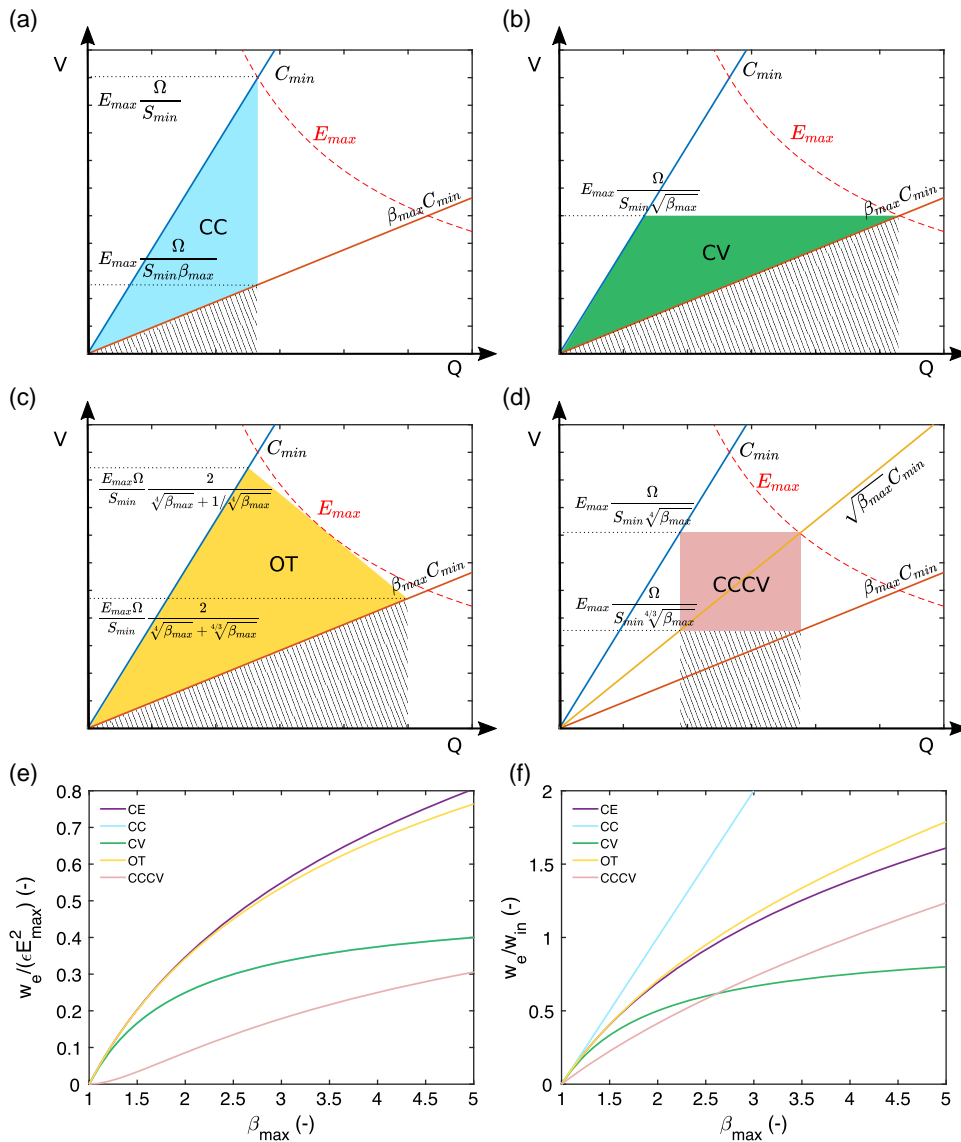 (a)
V
E_max Ω/S_min
C_min
E_max
CC
β_max C_min
E_max Ω/(S_min β_max)
Q
(b)
V
C_min
E_max
E_max Ω/(S_min √β_max)
β_max C_min
CV
Q
(c)
V
C_min
E_maxΩ/S_min 2/(∜β_max + 1/∜β_max)
E_max
OT
β_max C_min
E_maxΩ/S_min 2/(∜β_max + ⁴ᐟ³√β_max)
Q
(d)
V
C_min
E_max
√β_max C_min
E_max Ω/(S_min ∜β_max)
CCCV
β_max C_min
E_max Ω/(S_min ⁴ᐟ³√β_max)
Q
(e)
w_e/(ϵE²_max) (-)
0.8
0.7
0.6
0.5
0.4
0.3
0.2
0.1
0
CE
CC
CV
OT
CCCV
1 1.5 2 2.5 3 3.5 4 4.5 5
β_max (-)
(f)
w_e/w_in (-)
2
1.5
1
0.5
0
CE
CC
CV
OT
CCCV
1 1.5 2 2.5 3 3.5 4 4.5 5
β_max (-)